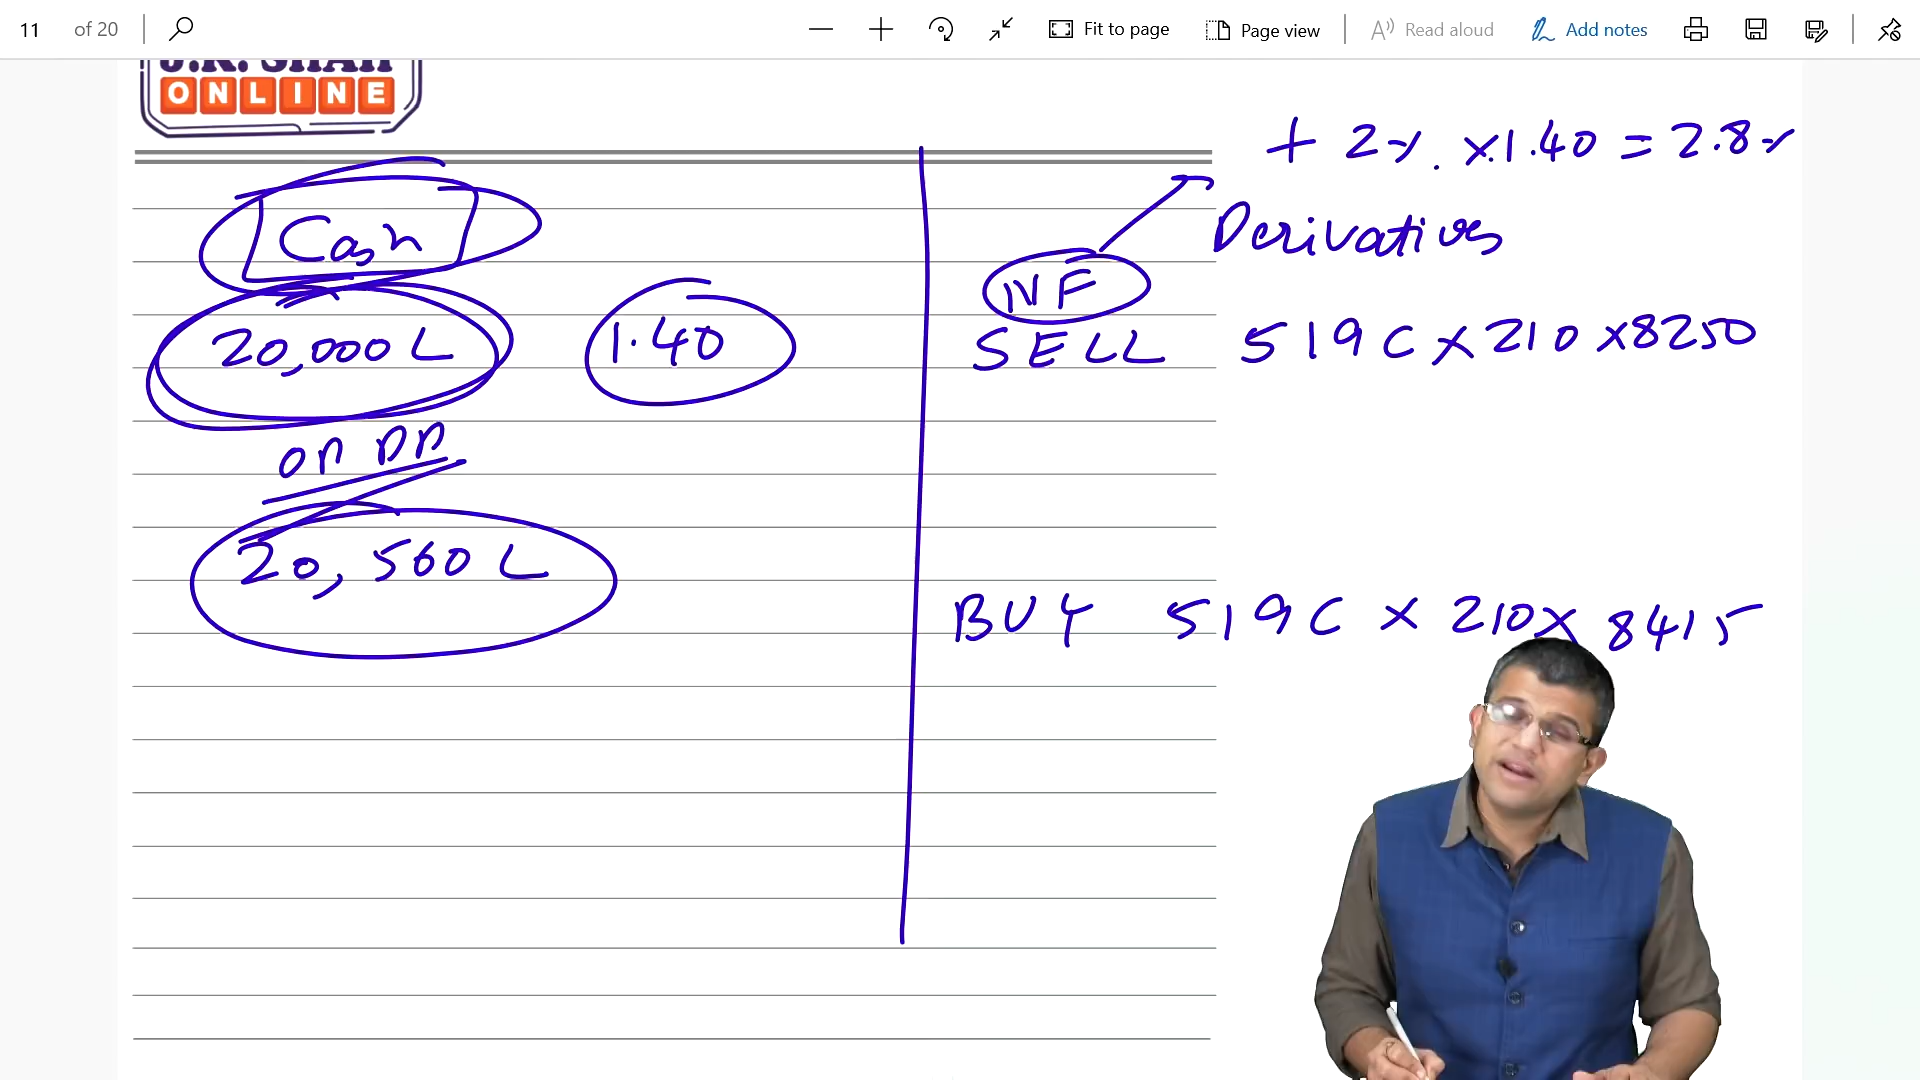 11 of 20
Fit to page
Page view
Read aloud
Add notes
J.K. SHAH
ONLINE
+ 2% × 1.40 = 2.8%
Cash
Derivatives
NF
20,000 L
1.40
SELL 519C × 210 × 8250
on DD
20,560 L
BUY 519C × 210 × 8415